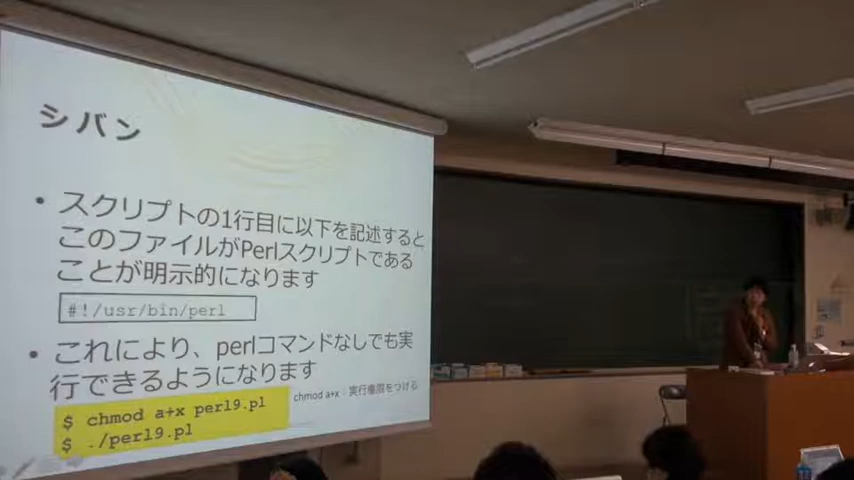 シバン
• スクリプトの1行目に以下を記述すると
このファイルがPerlスクリプトである
ことが明示的になります
#!/usr/bin/perl
• これにより、perlコマンドなしでも実
行できるようになります
chmod a+x：実行権限をつける
$ chmod a+x perl9.pl
$ ./perl9.pl